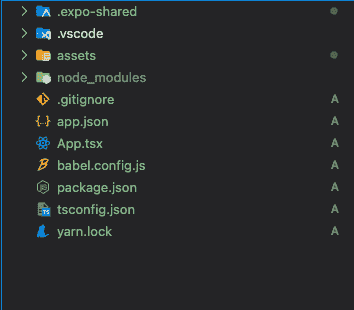 .expo-shared
.vscode
assets
node_modules
.gitignore A
app.json A
App.tsx A
babel.config.js A
package.json A
tsconfig.json A
yarn.lock A